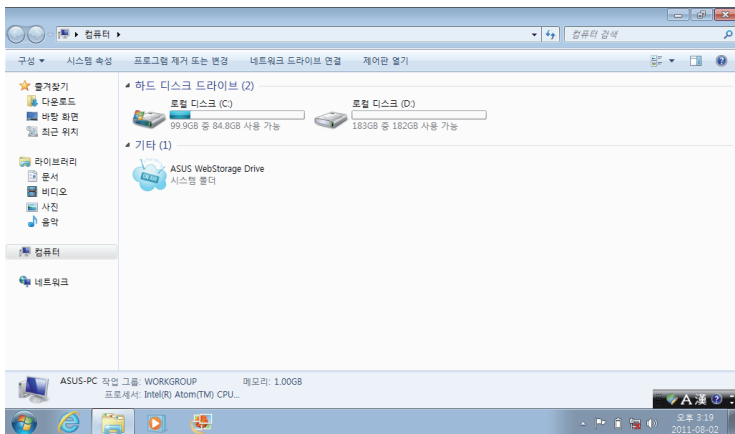 컴퓨터
컴퓨터 검색
구성
시스템 속성
프로그램 제거 또는 변경
네트워크 드라이브 연결
제어판 열기
즐겨찾기
다운로드
바탕 화면
최근 위치
라이브러리
문서
비디오
사진
음악
컴퓨터
네트워크
하드 디스크 드라이브 (2)
로컬 디스크 (C:)
99.9GB 중 84.8GB 사용 가능
로컬 디스크 (D:)
183GB 중 182GB 사용 가능
기타 (1)
ASUS WebStorage Drive
시스템 폴더
ASUS-PC 작업 그룹: WORKGROUP 메모리: 1.00GB
프로세서: Intel(R) Atom(TM) CPU...
A 漢
오후 3:19
2011-08-02